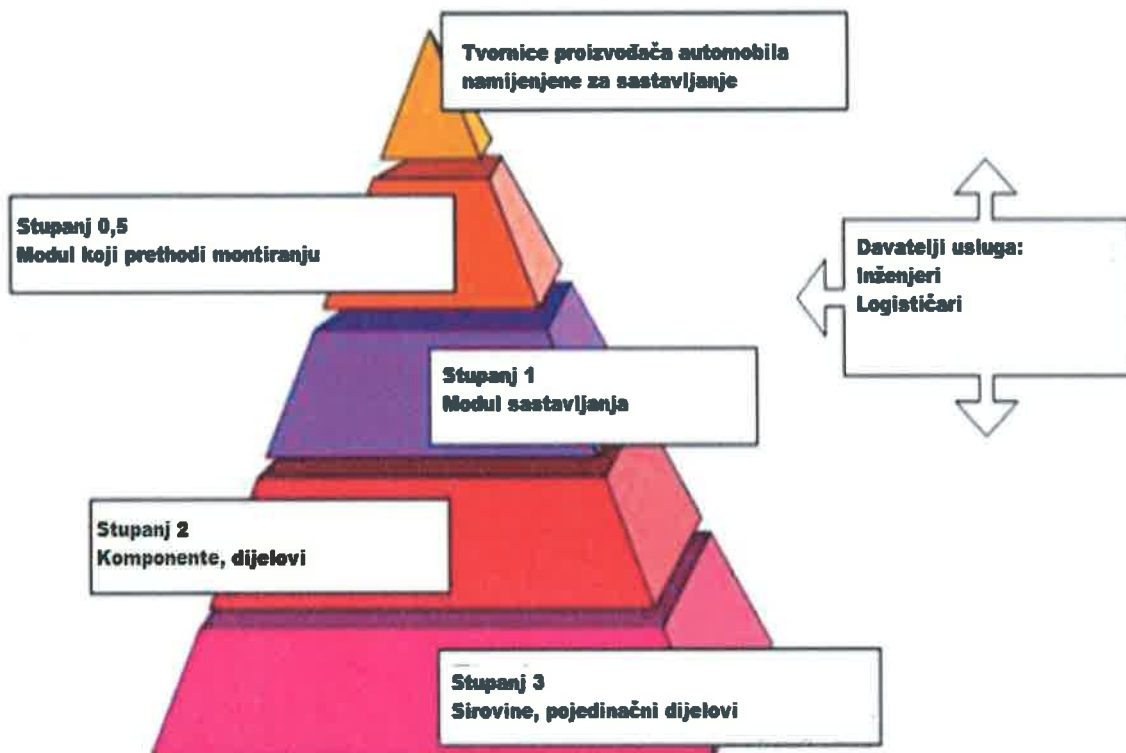 Tvornice proizvođača automobila
namijenjene za sastavljanje
Stupanj 0,5
Modul koji prethodi montiranju
Davatelji usluga:
Inženjeri
Logističari
Stupanj 1
Modul sastavljanja
Stupanj 2
Komponente, dijelovi
Stupanj 3
Sirovine, pojedinačni dijelovi